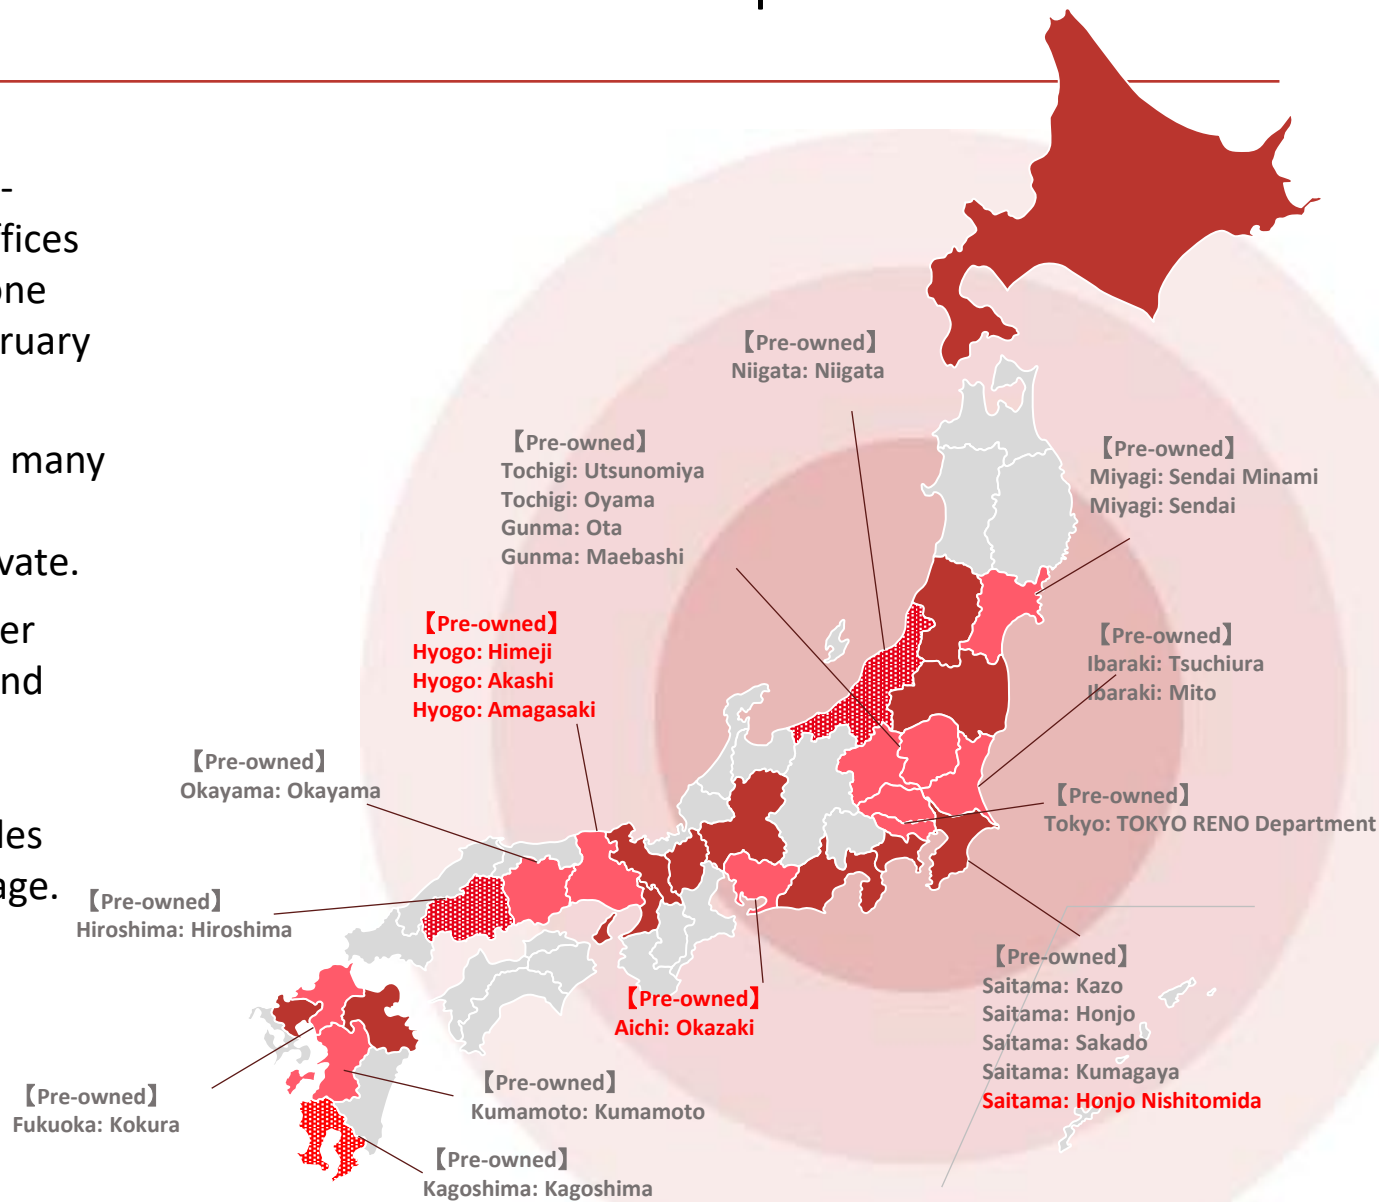 -
ffices
one
ruary
many
vate.
er
nd
les
age.
【Pre-owned】
Niigata: Niigata
【Pre-owned】
Tochigi: Utsunomiya
Tochigi: Oyama
Gunma: Ota
Gunma: Maebashi
【Pre-owned】
Miyagi: Sendai Minami
Miyagi: Sendai
【Pre-owned】
Hyogo: Himeji
Hyogo: Akashi
Hyogo: Amagasaki
【Pre-owned】
Ibaraki: Tsuchiura
Ibaraki: Mito
【Pre-owned】
Okayama: Okayama
【Pre-owned】
Tokyo: TOKYO RENO Department
【Pre-owned】
Hiroshima: Hiroshima
【Pre-owned】
Aichi: Okazaki
【Pre-owned】
Saitama: Kazo
Saitama: Honjo
Saitama: Sakado
Saitama: Kumagaya
Saitama: Honjo Nishitomida
【Pre-owned】
Fukuoka: Kokura
【Pre-owned】
Kumamoto: Kumamoto
【Pre-owned】
Kagoshima: Kagoshima